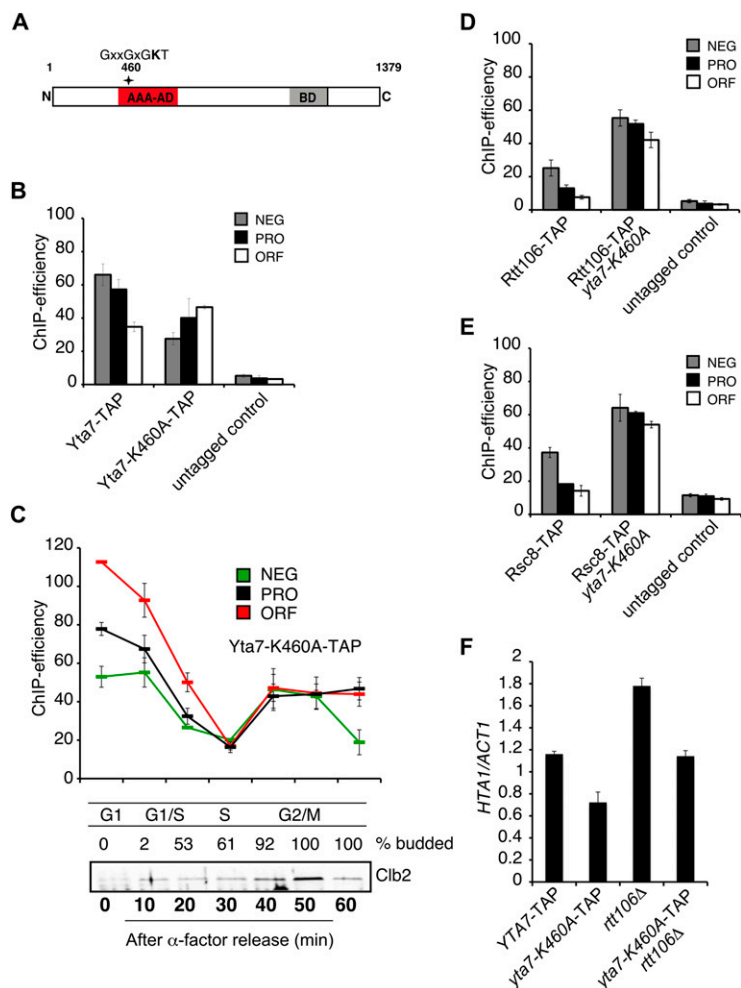 A
GxxGxGKT
1
460
1379
N
AAA-AD
BD
C
B
ChIP-efficiency
100
80
60
40
20
0
NEG
PRO
ORF
Yta7-TAP
Yta7-K460A-TAP
untagged control
C
ChIP-efficiency
120
100
80
60
40
20
0
NEG
PRO
ORF
Yta7-K460A-TAP
G1
G1/S
S
G2/M
0 2 53 61 92 100 100 % budded
Clb2
0 10 20 30 40 50 60
After α-factor release (min)
D
ChIP-efficiency
100
80
60
40
20
0
NEG
PRO
ORF
Rtt106-TAP
Rtt106-TAP
yta7-K460A
untagged control
E
ChIP-efficiency
100
80
60
40
20
0
NEG
PRO
ORF
Rsc8-TAP
Rsc8-TAP
yta7-K460A
untagged control
F
HTA1/ACT1
2
1.8
1.6
1.4
1.2
1
0.8
0.6
0.4
0
YTA7-TAP
yta7-K460A-TAP
rtt106Δ
yta7-K460A-TAP
rtt106Δ